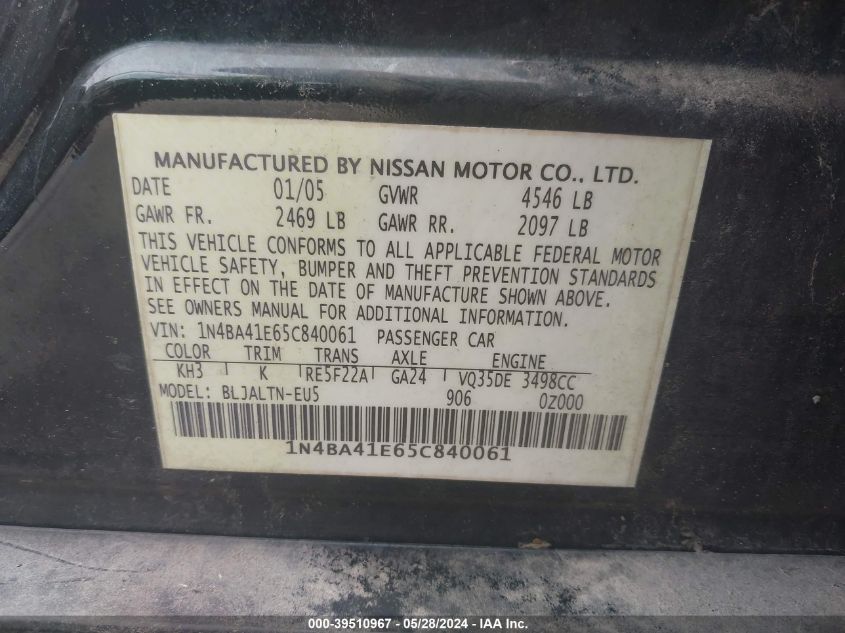 MANUFACTURED BY NISSAN MOTOR CO., LTD.
DATE 01/05 GVWR 4546 LB
GAWR FR. 2469 LB GAWR RR. 2097 LB
THIS VEHICLE CONFORMS TO ALL APPLICABLE FEDERAL MOTOR
VEHICLE SAFETY, BUMPER AND THEFT PREVENTION STANDARDS
IN EFFECT ON THE DATE OF MANUFACTURE SHOWN ABOVE.
SEE OWNERS MANUAL FOR ADDITIONAL INFORMATION.
VIN: 1N4BA41E65C840061 PASSENGER CAR
COLOR TRIM TRANS AXLE ENGINE
KH3 K RE5F22A GA24 VQ35DE 3498CC
MODEL: BLJALTN-EU5 906 0Z000
1N4BA41E65C840061
000-39510967 - 05/28/2024 - IAA Inc.